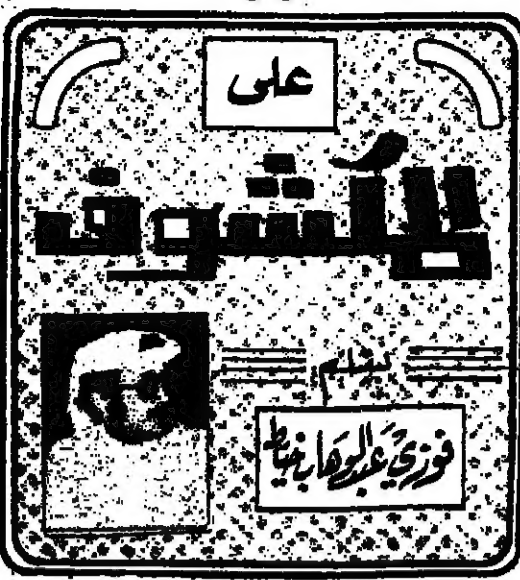 على
المكشوف
بقلم
فوزي عبدالوهاب خياط